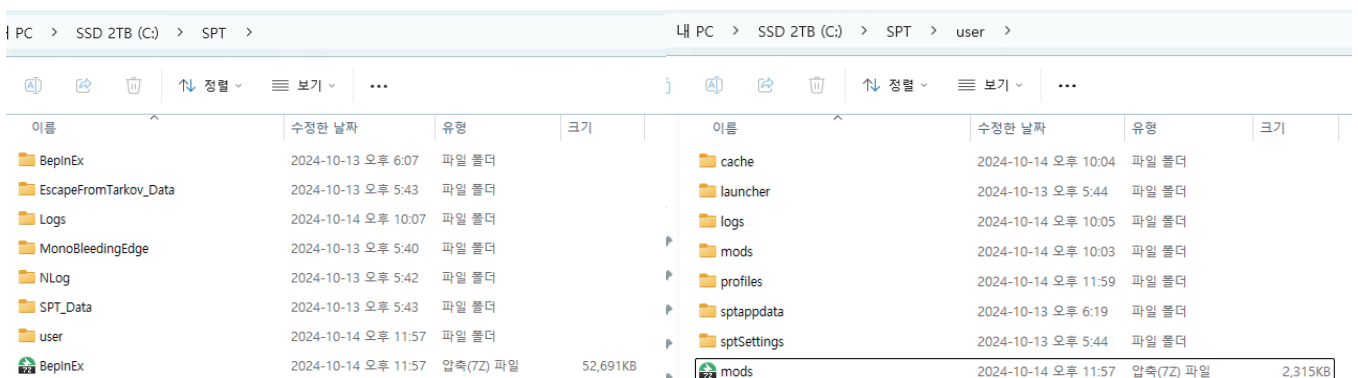 PC > SSD 2TB (C:) > SPT >
정렬 보기 ...
이름 수정한 날짜 유형 크기
BepInEx 2024-10-13 오후 6:07 파일 폴더
EscapeFromTarkov_Data 2024-10-13 오후 5:43 파일 폴더
Logs 2024-10-14 오후 10:07 파일 폴더
MonoBleedingEdge 2024-10-13 오후 5:40 파일 폴더
NLog 2024-10-13 오후 5:42 파일 폴더
SPT_Data 2024-10-13 오후 5:43 파일 폴더
user 2024-10-14 오후 11:57 파일 폴더
BepInEx 2024-10-14 오후 11:57 압축(7Z) 파일 52,691KB
내 PC > SSD 2TB (C:) > SPT > user >
정렬 보기 ...
이름 수정한 날짜 유형 크기
cache 2024-10-14 오후 10:04 파일 폴더
launcher 2024-10-13 오후 5:44 파일 폴더
logs 2024-10-14 오후 10:05 파일 폴더
mods 2024-10-14 오후 10:03 파일 폴더
profiles 2024-10-14 오후 11:59 파일 폴더
sptappdata 2024-10-13 오후 6:19 파일 폴더
sptSettings 2024-10-13 오후 5:44 파일 폴더
mods 2024-10-14 오후 11:57 압축(7Z) 파일 2,315KB